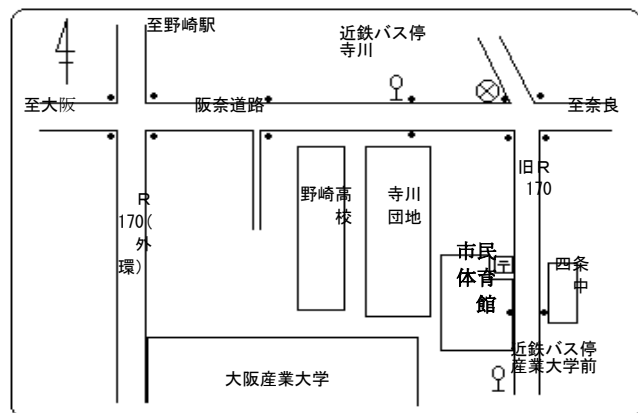 至野崎駅
近鉄バス停
寺川
至大阪
阪奈道路
至奈良
旧R
170
R
170(
外
環)
野崎高
校
寺川
団地
市民
体育
館
〒
四条
中
近鉄バス停
産業大学前
大阪産業大学